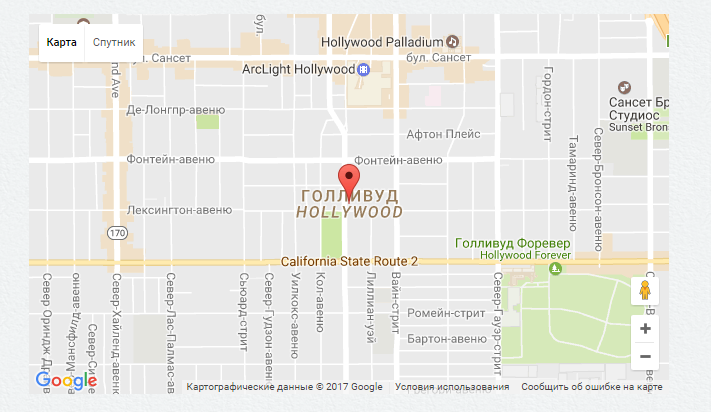 бул.
Карта
Спутник
Hollywood Palladium
бул. Сансет
л. Сансет
ArcLight Hollywood
nd Ave
Гордон-стрит
Сансет Бр
Студиос
Sunset Bron
Де-Лонгпр-авеню
Афтон Плейс
Тамаринд-авеню
Север-Бронсон-авеню
Фонтейн-авеню
Фонтейн-авеню
ГОЛЛИВУД
HOLLYWOOD
Лексингтон-авеню
170
Голливуд Форевер
Hollywood Forever
California State Route 2
Север Ориндж Др
Север-Си
Север-Хайленд-авеню
Север-Лас-Палмас-ав
Сьюард-стрит
Север-Гудзон-авеню
Уилкокс-авеню
Кол-авеню
Лиллиан-уэй
Вайн-стрит
Север-Гауэр-стрит
Ромейн-стрит
Бартон-авеню
+
−
Google
Картографические данные © 2017 Google
Условия использования
Сообщить об ошибке на карте